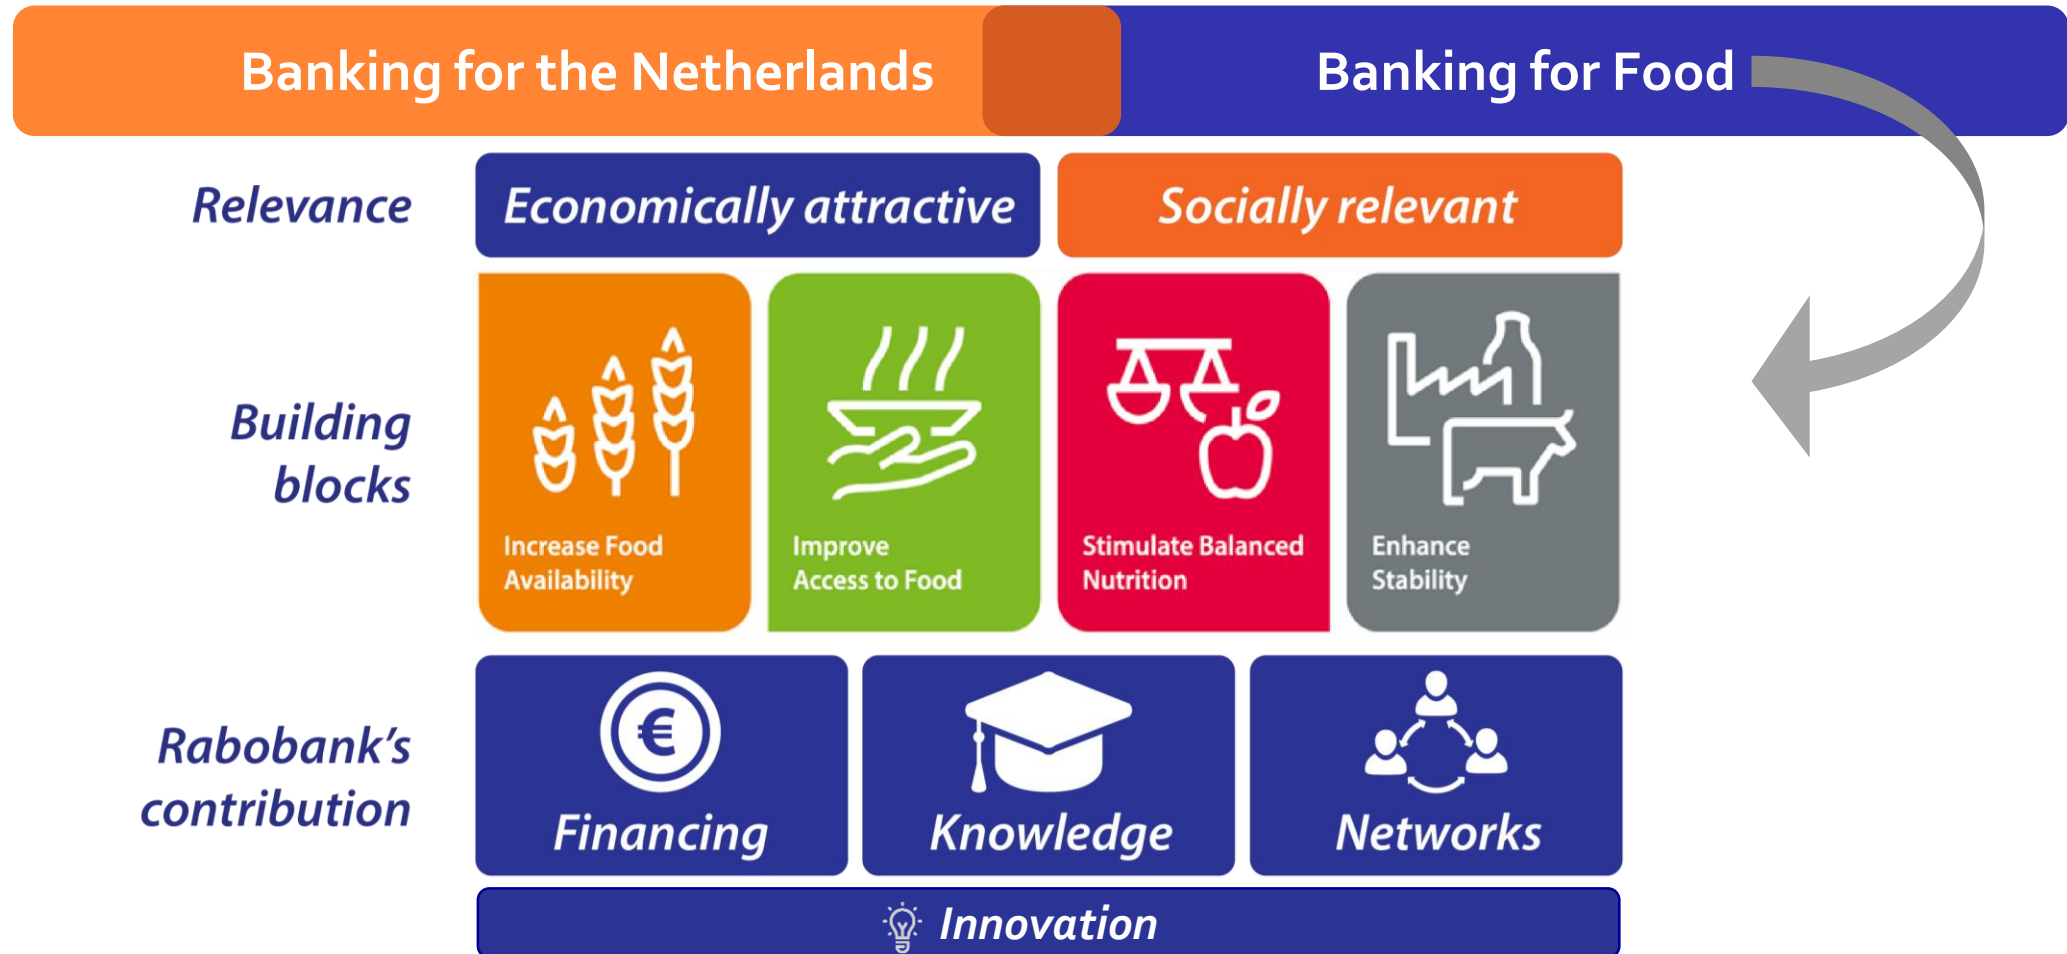 Banking for the Netherlands
Banking for Food
Relevance
Economically attractive
Socially relevant
Building
blocks
Increase Food
Availability
Improve
Access to Food
Stimulate Balanced
Nutrition
Enhance
Stability
Rabobank's
contribution
€
Financing
Knowledge
Networks
Innovation